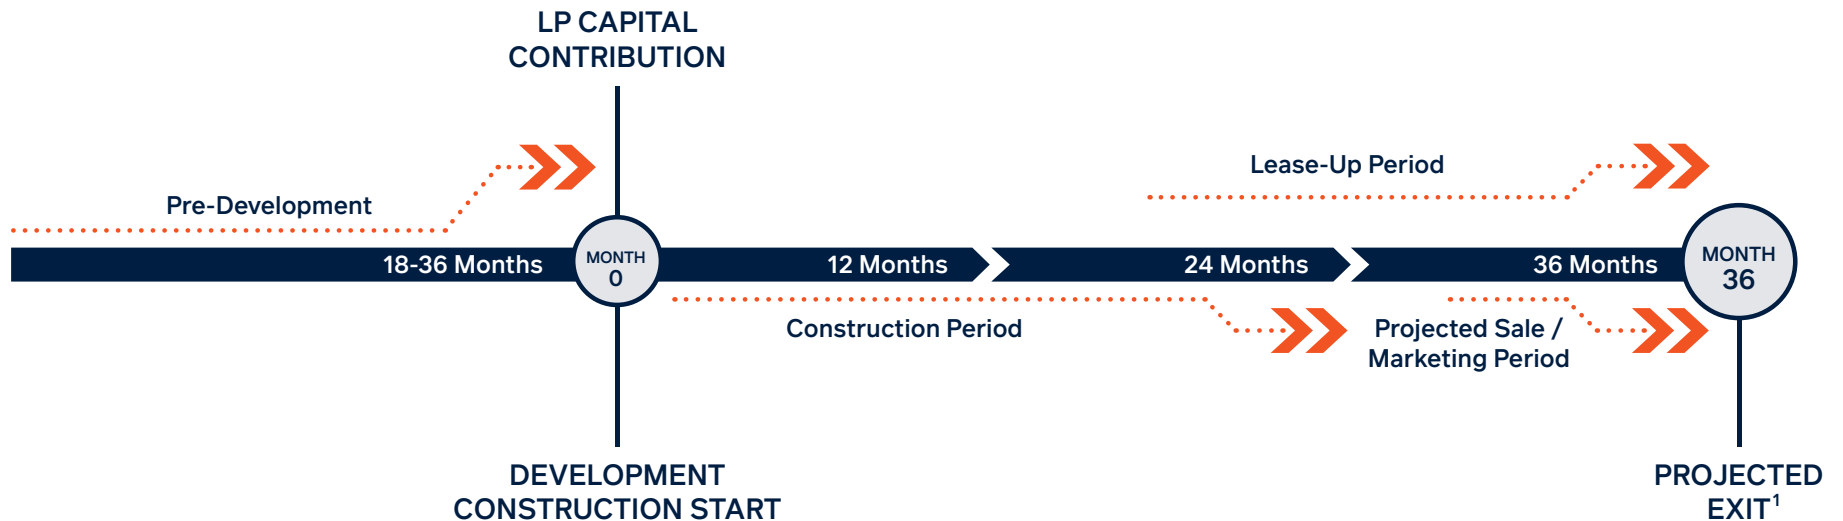 LP CAPITAL
CONTRIBUTION
Pre-Development
Lease-Up Period
18-36 Months
MONTH
0
12 Months
24 Months
36 Months
MONTH
36
Construction Period
Projected Sale /
Marketing Period
DEVELOPMENT
CONSTRUCTION START
PROJECTED
EXIT¹